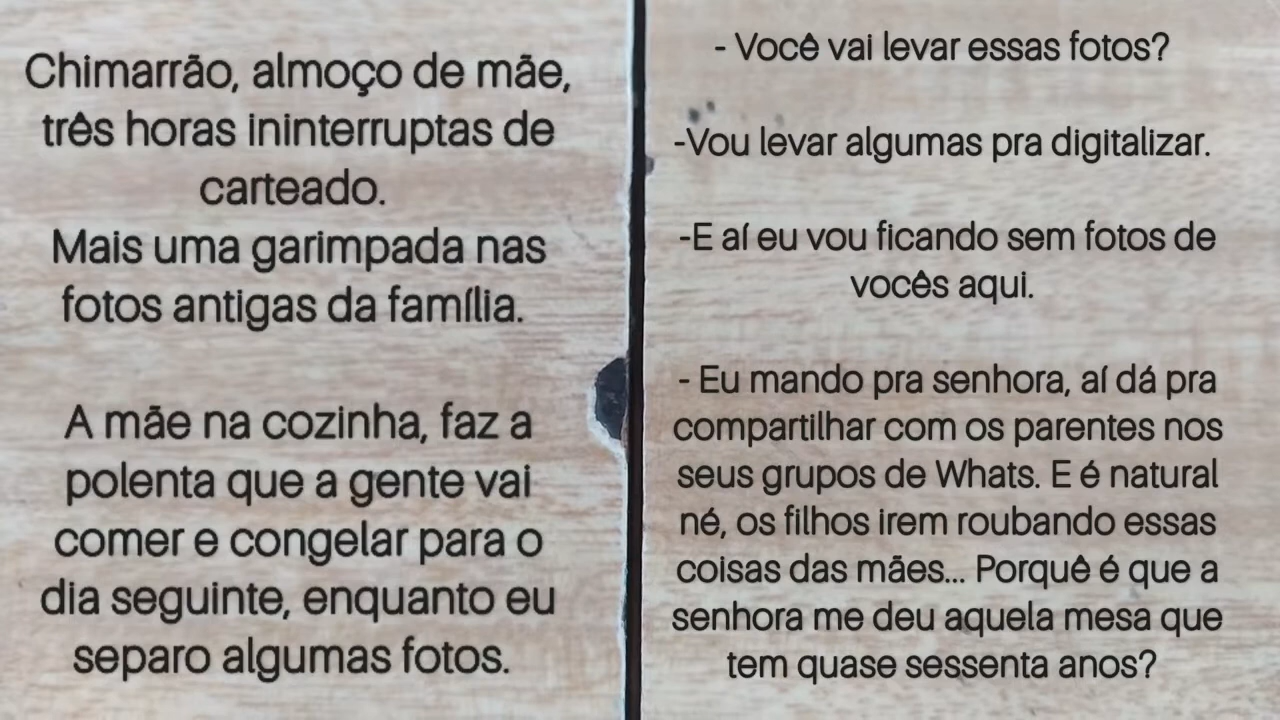 Chimarrão, almoço de mãe,
três horas ininterruptas de
carteado.
Mais uma garimpada nas
fotos antigas da família.
A mãe na cozinha, faz a
polenta que a gente vai
comer e congelar para o
dia seguinte, enquanto eu
separo algumas fotos.
- Você vai levar essas fotos?
-Vou levar algumas pra digitalizar.
-E aí eu vou ficando sem fotos de
vocês aqui.
- Eu mando pra senhora, aí dá pra
compartilhar com os parentes nos
seus grupos de Whats. E é natural
né, os filhos irem roubando essas
coisas das mães... Porquê é que a
senhora me deu aquela mesa que
tem quase sessenta anos?